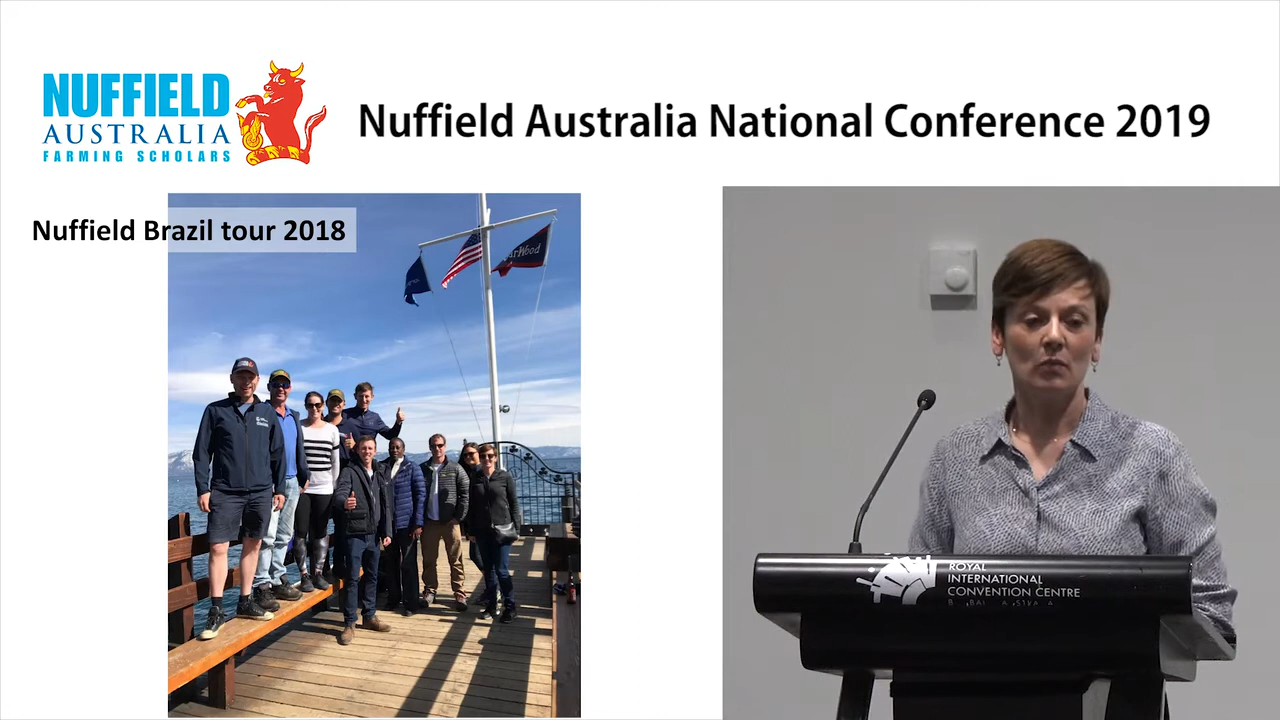 NUFFIELD
AUSTRALIA
FARMING SCHOLARS
Nuffield Australia National Conference 2019
Nuffield Brazil tour 2018
ROYAL
INTERNATIONAL
CONVENTION CENTRE